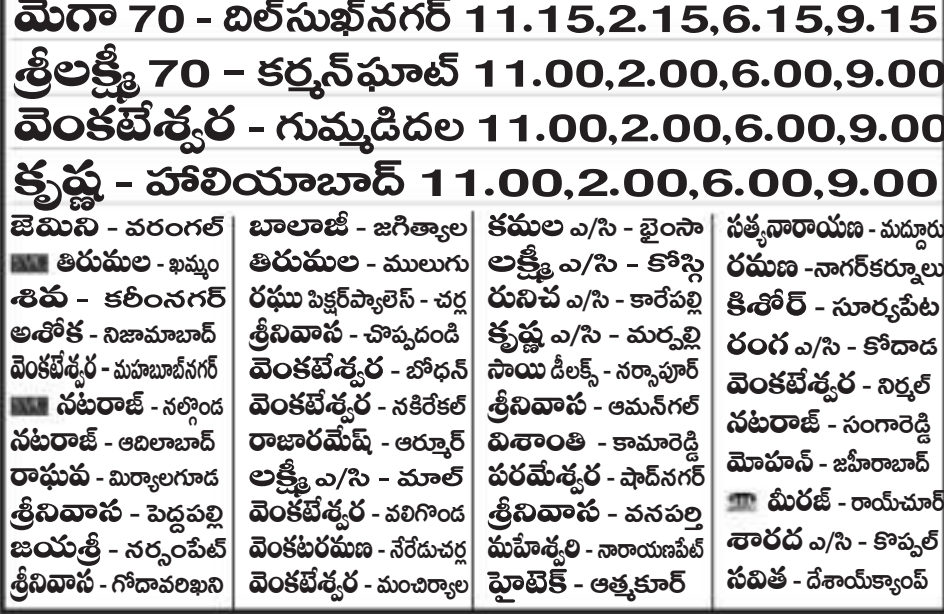 మెగా 70 - దిల్‌సుఖ్‌నగర్ 11.15,2.15,6.15,9.15
శ్రీలక్ష్మీ 70 - కర్మన్‌ఘాట్ 11.00,2.00,6.00,9.00
వెంకటేశ్వర - గుమ్మడిదల 11.00,2.00,6.00,9.00
కృష్ణ - హాలియాబాద్ 11.00,2.00,6.00,9.00
జెమిని - వరంగల్
తిరుమల - ఖమ్మం
శివ - కరీంనగర్
అశోక - నిజామాబాద్
వెంకటేశ్వర - మహబూబ్‌నగర్
నటరాజ్ - నల్గొండ
నటరాజ్ - ఆదిలాబాద్
రాఘవ - మిర్యాలగూడ
శ్రీనివాస - పెద్దపల్లి
జయశ్రీ - నర్సంపేట్
శ్రీనివాస - గోదావరిఖని
బాలాజీ - జగిత్యాల
తిరుమల - ములుగు
రఘు పిక్చర్‌ప్యాలెస్ - చర్ల
శ్రీనివాస - చొప్పదండి
వెంకటేశ్వర - బోధన్
వెంకటేశ్వర - నకిరేకల్
రాజారమేష్ - ఆర్మూర్
లక్ష్మీ ఎ/సి - మాల్
వెంకటేశ్వర - వలిగొండ
వెంకటరమణ - నేరేడుచర్ల
వెంకటేశ్వర - మంచిర్యాల
కమల ఎ/సి - భైంసా
లక్ష్మీ ఎ/సి - కోస్గి
రునిచ ఎ/సి - కారేపల్లి
కృష్ణ ఎ/సి - మర్పల్లి
సాయి డీలక్స్ - నర్సాపూర్
శ్రీనివాస - ఆమన్‌గల్
విశాంతి - కామారెడ్డి
పరమేశ్వర - షాద్‌నగర్
శ్రీనివాస - వనపర్తి
మహేశ్వరి - నారాయణపేట్
హైటెక్ - ఆత్మకూర్
సత్యనారాయణ - మద్దూరు
రమణ -నాగర్‌కర్నూలు
కిశోర్ - సూర్యపేట
రంగ ఎ/సి - కోదాడ
వెంకటేశ్వర - నిర్మల్
నటరాజ్ - సంగారెడ్డి
మోహన్ - జహీరాబాద్
మీరజ్ - రాయ్‌చూర్
శారద ఎ/సి - కొప్పల్
సవిత - దేశాయ్‌క్యాంప్